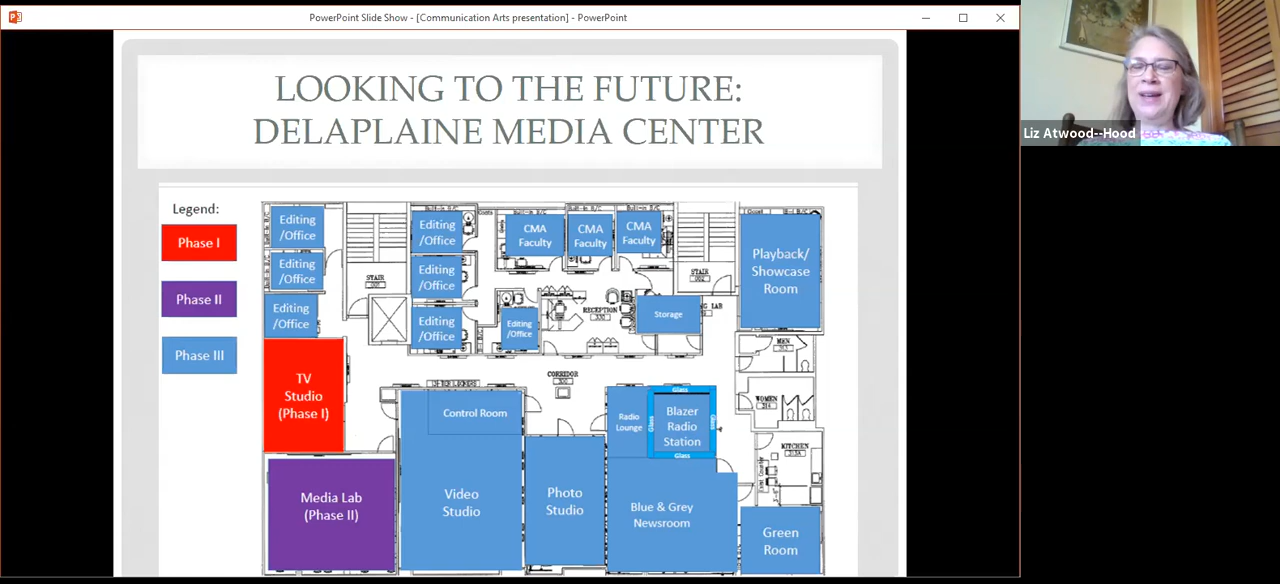 PowerPoint Slide Show - [Communication Arts presentation] - PowerPoint
Liz Atwood--Hood
LOOKING TO THE FUTURE:
DELAPLAINE MEDIA CENTER
Legend:
Phase I
Phase II
Phase III
Editing
/Office
Editing
/Office
Editing
/Office
TV
Studio
(Phase I)
Media Lab
(Phase II)
STAIR
Editing
/Office
Editing
/Office
Editing
/Office
Editing
/Office
CMA
Faculty
CMA
Faculty
CMA
Faculty
RECEPTION
Storage
STAIR
LAB
Playback/
Showcase
Room
CORRIDOR
Control Room
Video
Studio
Photo
Studio
Radio
Lounge
Glass
Glass
Blazer
Radio
Station
Glass
Glass
Blue & Grey
Newsroom
MEN
WOMEN
KITCHEN
Green
Room